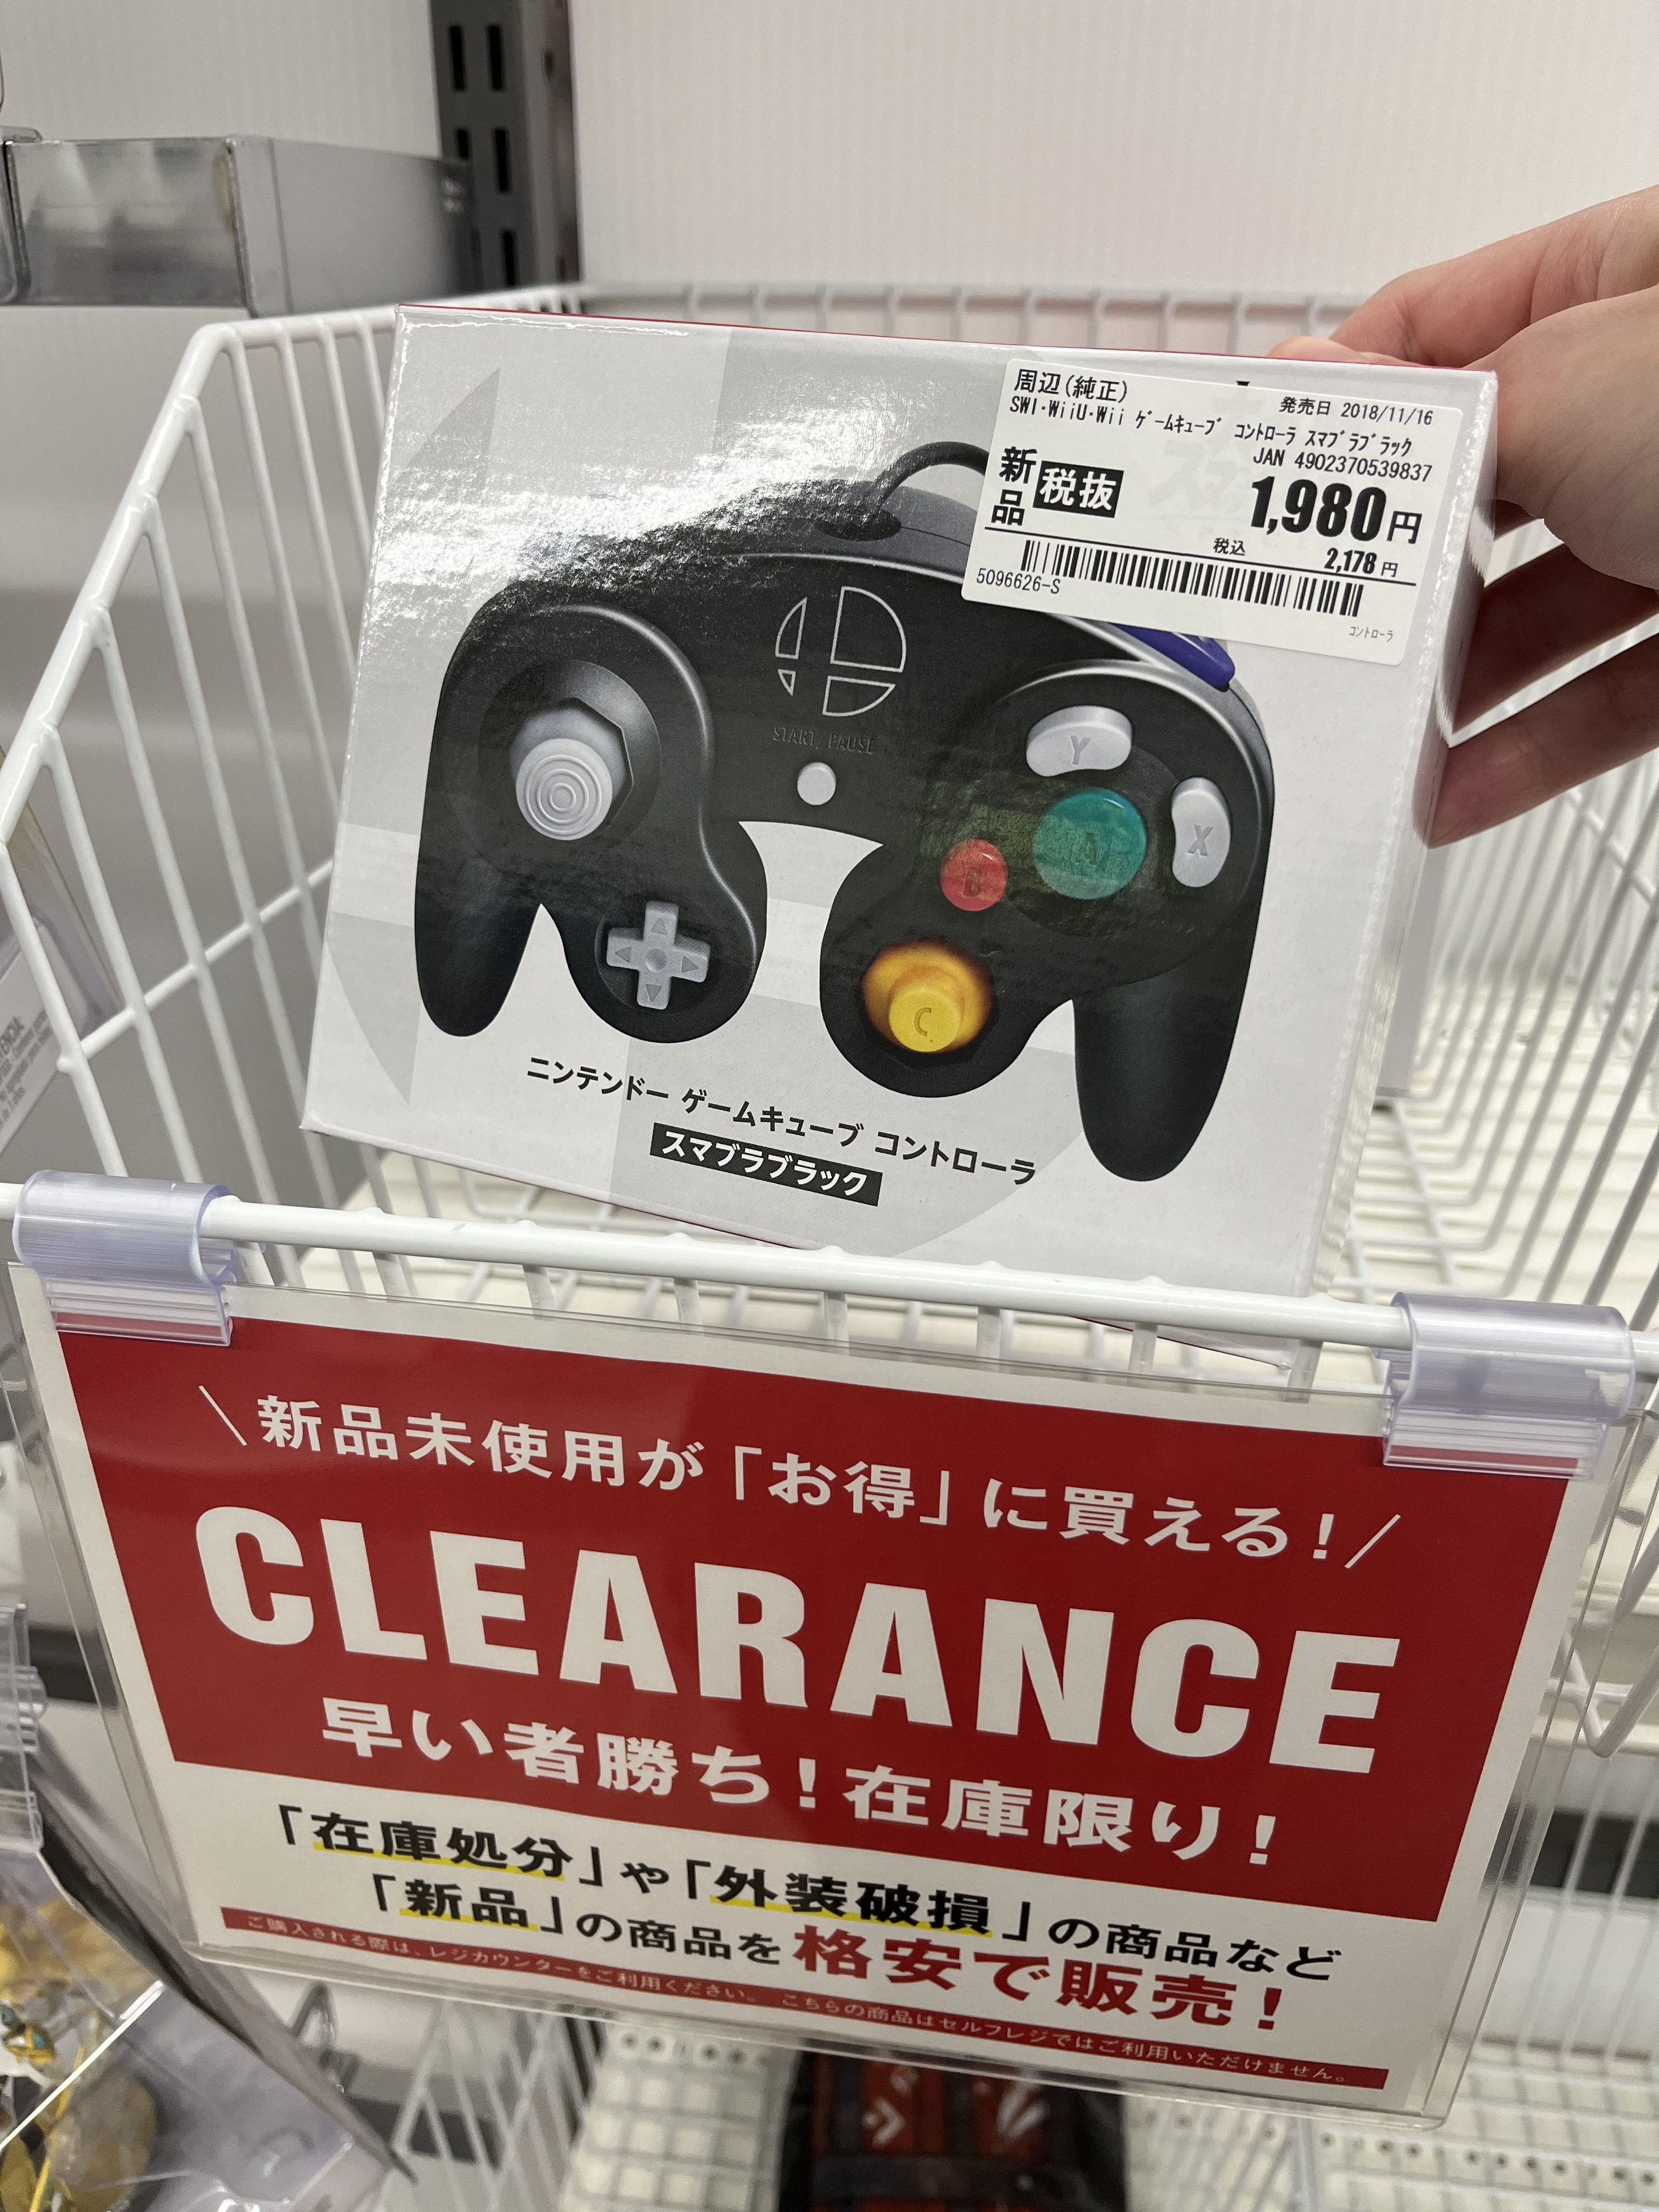 周辺(純正)
発売日 2018/11/16
SWI・WiiU・Wii ｹﾞｰﾑｷｭｰﾌﾞ ｺﾝﾄﾛｰﾗ ｽﾏﾌﾞﾗﾌﾞﾗｯｸ
JAN 4902370539837
新品 税抜 1,980円
税込 2,178円
5096626-S
ｺﾝﾄﾛｰﾗ
START/PAUSE
Y
X
A
B
C
ニンテンドー ゲームキューブ コントローラ
スマブラブラック
\新品未使用が「お得」に買える!/
CLEARANCE
早い者勝ち!在庫限り!
「在庫処分」や「外装破損」の商品など
「新品」の商品を格安で販売!
ご購入される際は、レジカウンターをご利用ください。 こちらの商品はセルフレジではご利用いただけません。